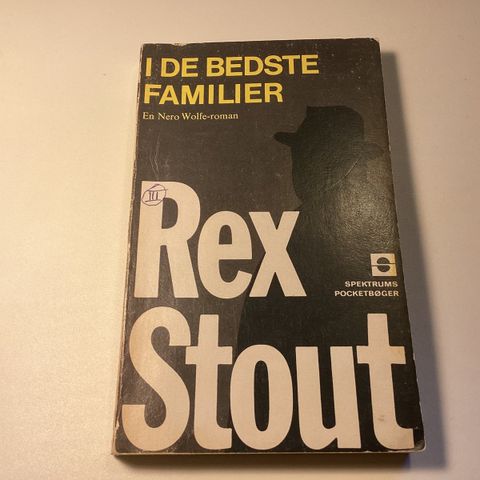 I DE BEDSTE
FAMILIER
En Nero Wolfe-roman
III
Rex
SPEKTRUMS
POCKETBØGER
Stout